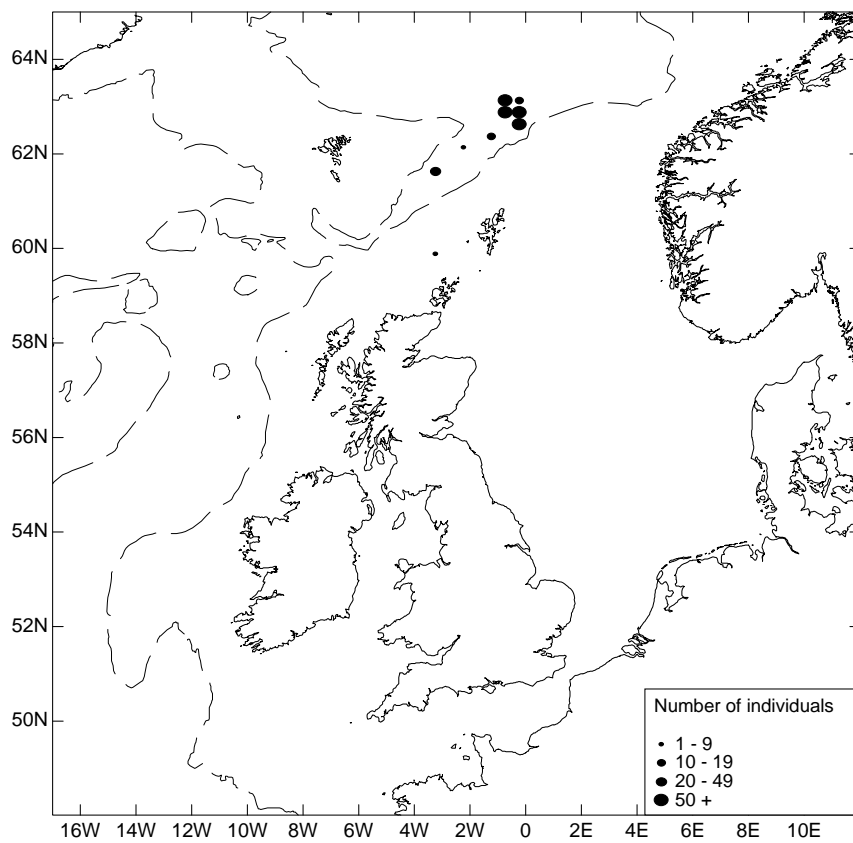 64N
62N
60N
58N
56N
54N
52N
50N
Number of individuals
1 - 9
10 - 19
20 - 49
50 +
16W 14W 12W 10W 8W 6W 4W 2W 0 2E 4E 6E 8E 10E